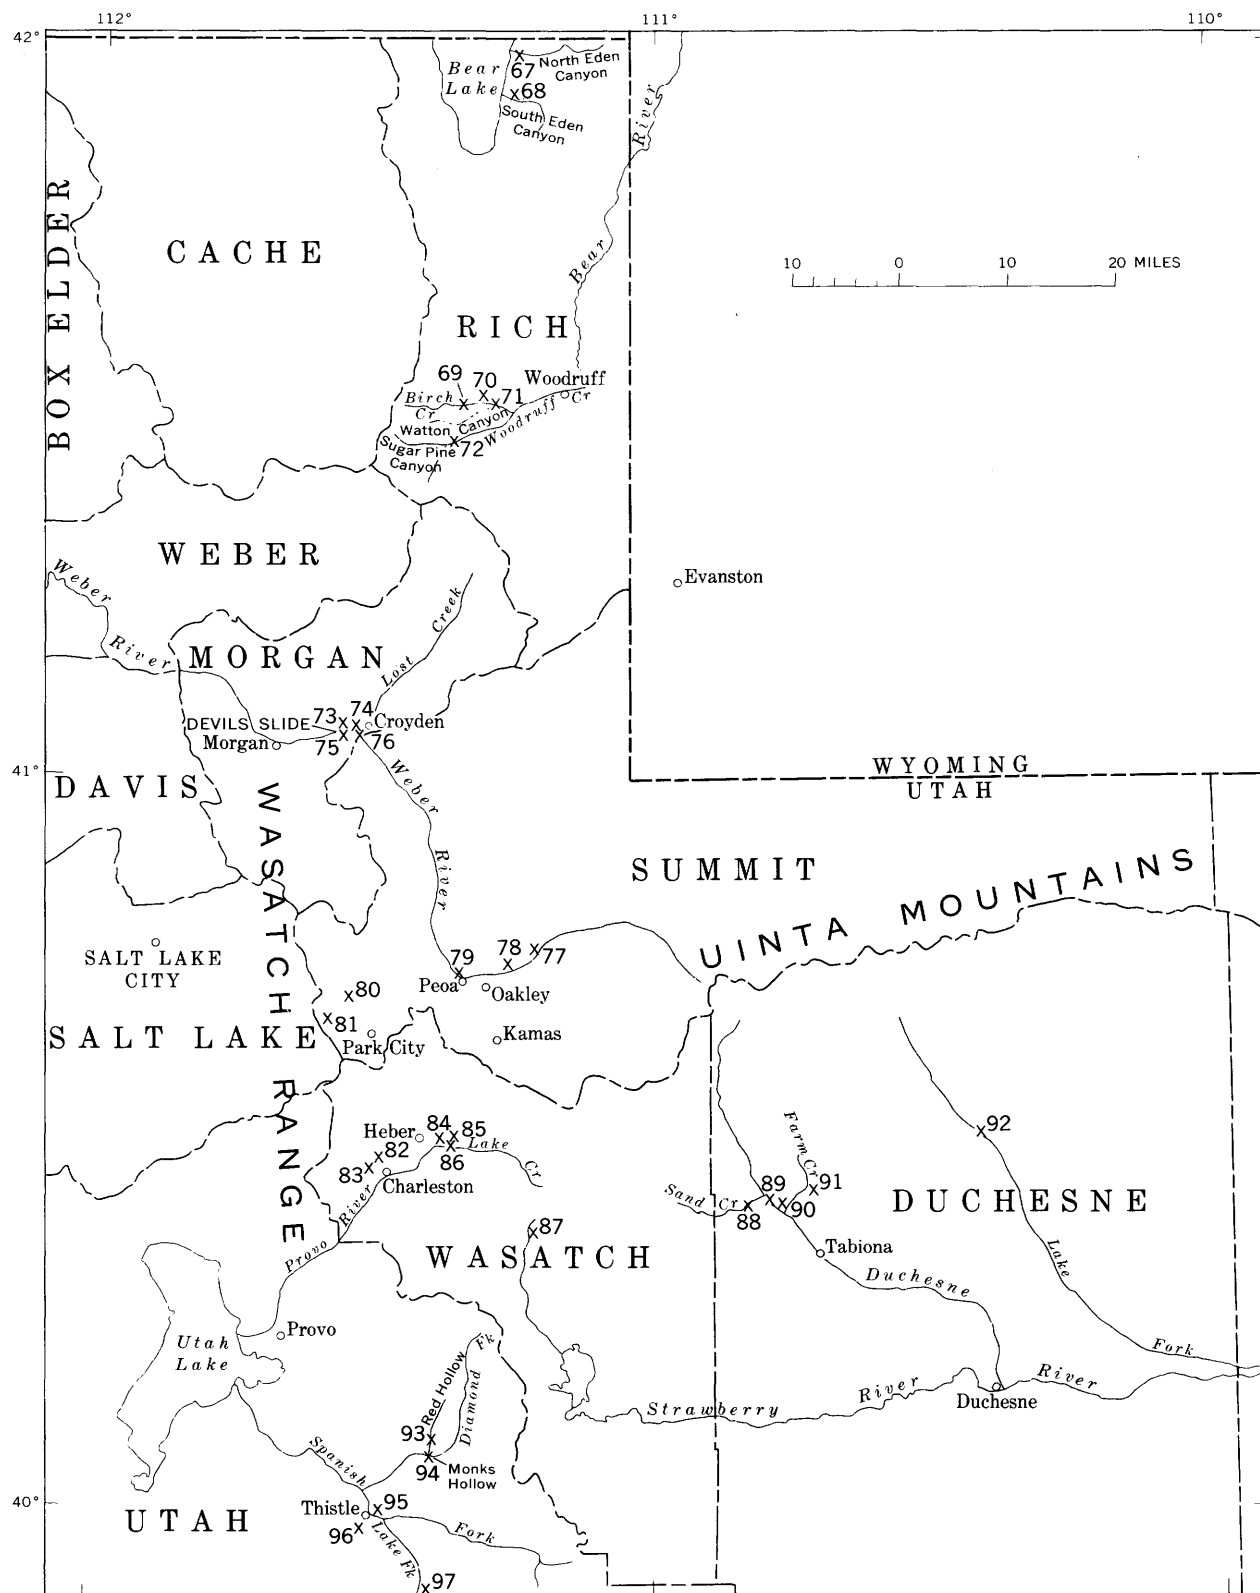 112°
111°
110°
42°
67
North Eden
Canyon
Bear
Lake
68
South Eden
Canyon
River
BOX ELDER
CACHE
Bear
10 0 10 20 MILES
RICH
69
70
71
Woodruff
Birch
Cr
Cr
Watton Canyon
Woodruff
Sugar Pine
Canyon
72
WEBER
Evanston
Weber
River
Creek
Lost
MORGAN
73
74
Croyden
DEVILS SLIDE
Morgan
75
76
41°
DAVIS
WYOMING
UTAH
Weber
River
WASATCH RANGE
SUMMIT
UINTA MOUNTAINS
SALT LAKE
CITY
79
78
77
Peoa
Oakley
80
81
SALT LAKE
Park City
Kamas
Heber
84
85
86
Lake
Cr
82
83
Charleston
River
Provo
Farm Cr
92
Sand Cr
88
89
90
91
DUCHESNE
87
WASATCH
Tabiona
Duchesne
Lake
Fork
Provo
Utah
Lake
Fk
Diamond
Red Hollow
Strawberry
River
Duchesne
River
93
94
Monks
Hollow
Spanish
40°
UTAH
Thistle
95
96
Lake Fk
Fork
97